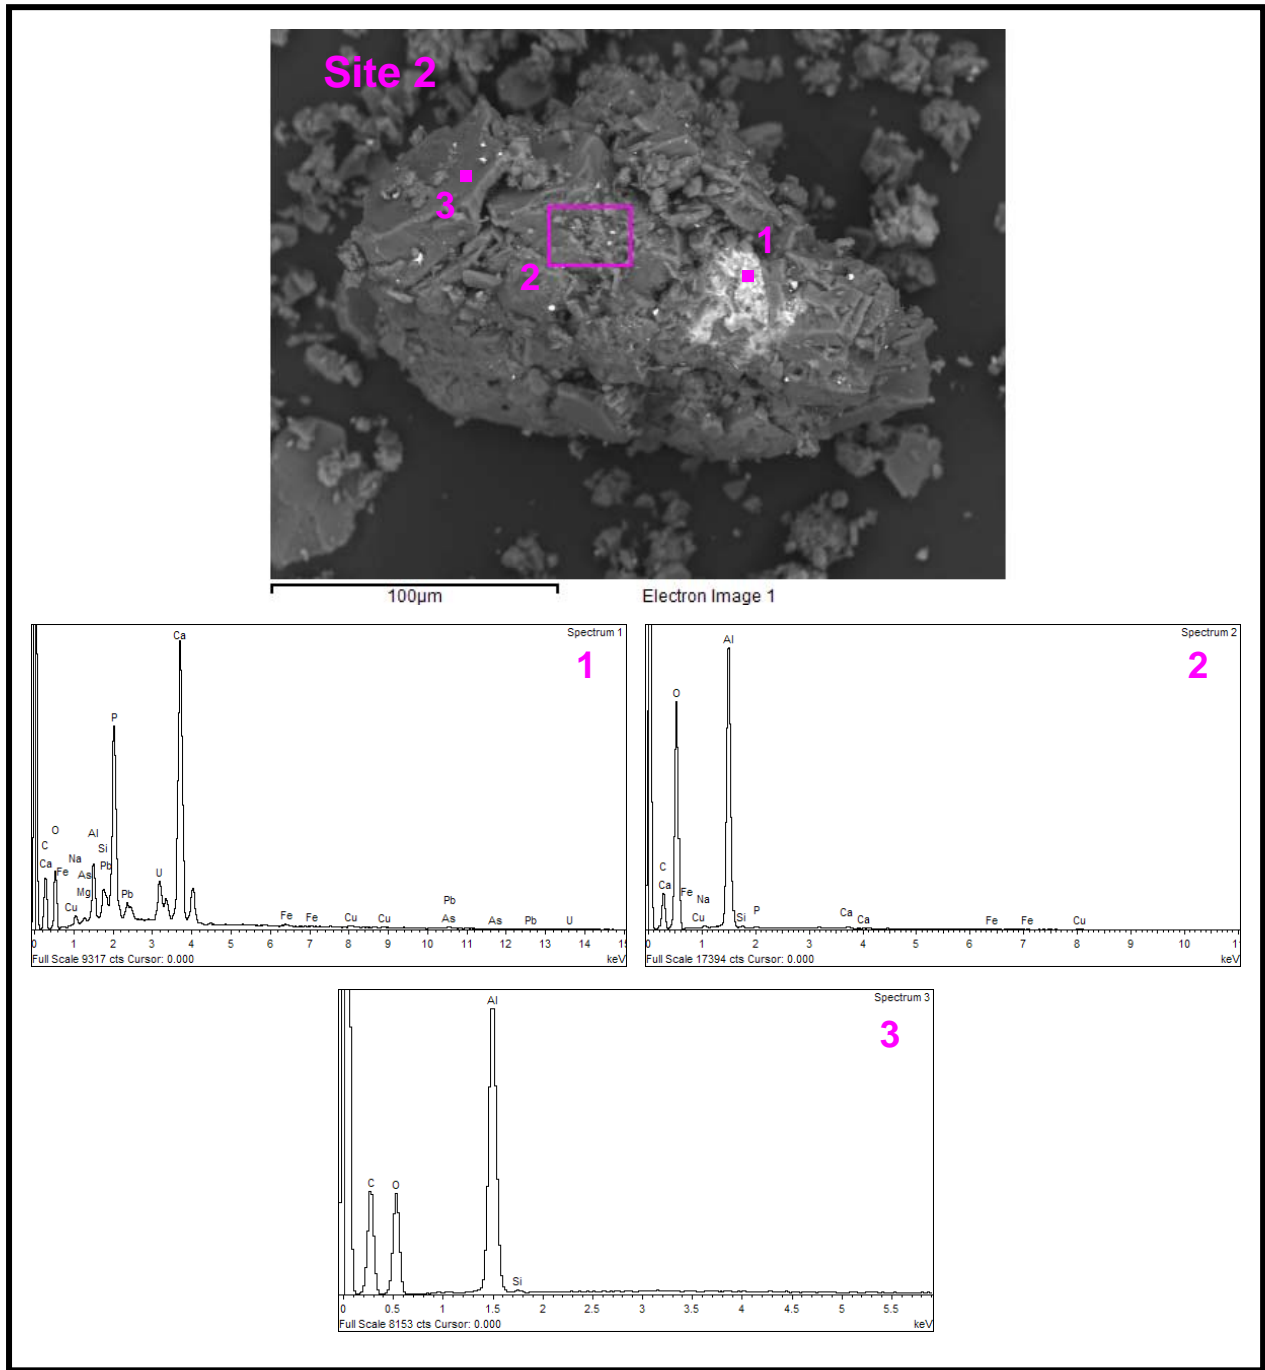 Site 2
3
1
2
100µm Electron Image 1
Spectrum 1
1
Ca
P
O
Al
C
Si
Na
Ca
Fe
As
Pb
U
Mg
Pb
Cu
Pb
Fe Fe Cu Cu As As Pb U
0 1 2 3 4 5 6 7 8 9 10 11 12 13 14 15
Full Scale 9317 cts Cursor: 0.000 keV
Spectrum 2
2
Al
O
C
Ca
Fe
Na
Cu Si P Ca Ca Fe Fe Cu
0 1 2 3 4 5 6 7 8 9 10 11
Full Scale 17394 cts Cursor: 0.000 keV
Spectrum 3
3
Al
C O
Si
0 0.5 1 1.5 2 2.5 3 3.5 4 4.5 5 5.5
Full Scale 8153 cts Cursor: 0.000 keV